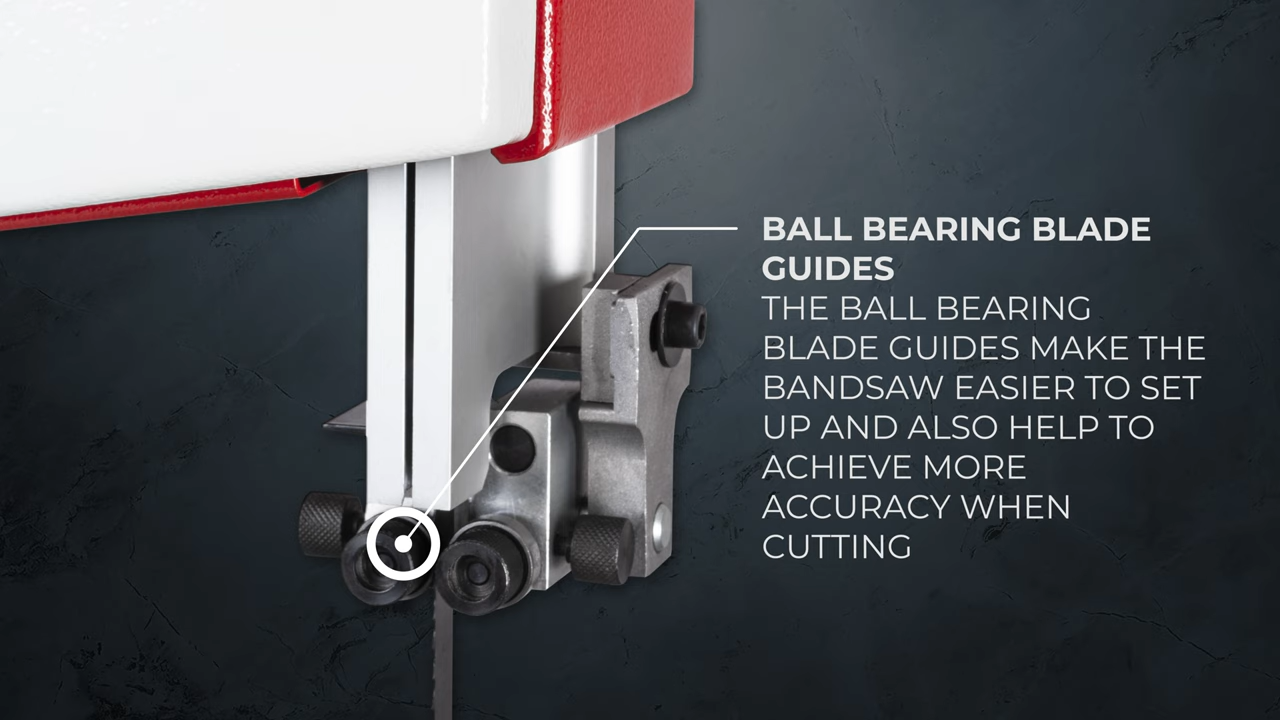 BALL BEARING BLADE
GUIDES
THE BALL BEARING
BLADE GUIDES MAKE THE
BANDSAW EASIER TO SET
UP AND ALSO HELP TO
ACHIEVE MORE
ACCURACY WHEN
CUTTING